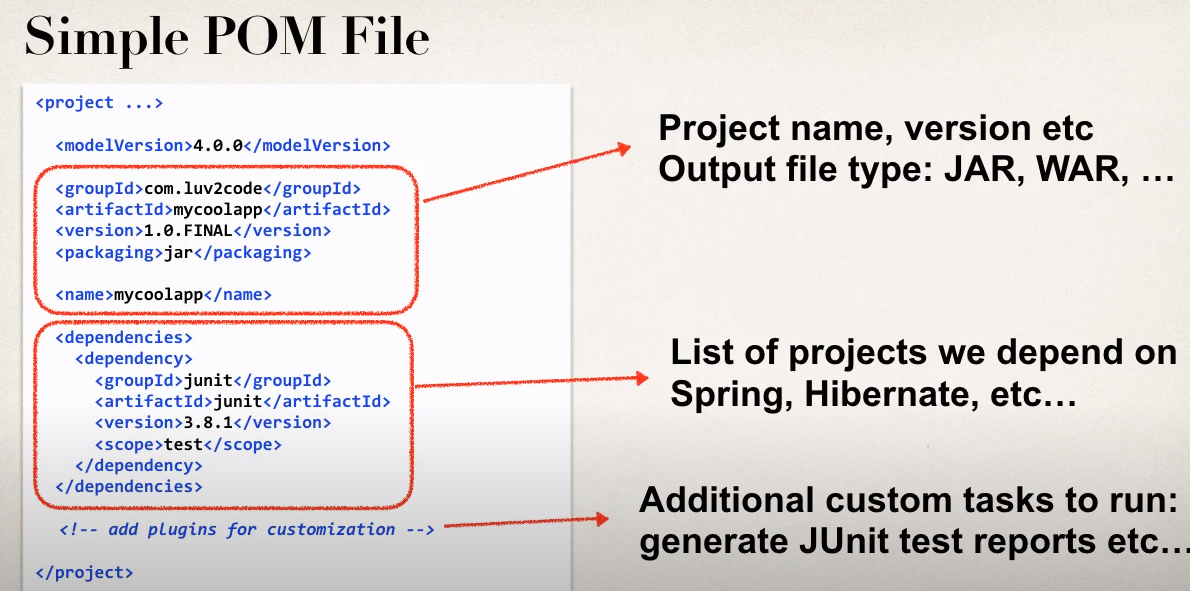 Simple POM File
<project ...>
<modelVersion>4.0.0</modelVersion>
<groupId>com.luv2code</groupId>
<artifactId>mycoolapp</artifactId>
<version>1.0.FINAL</version>
<packaging>jar</packaging>
<name>mycoolapp</name>
<dependencies>
<dependency>
<groupId>junit</groupId>
<artifactId>junit</artifactId>
<version>3.8.1</version>
<scope>test</scope>
</dependency>
</dependencies>
<!-- add plugins for customization -->
</project>
Project name, version etc
Output file type: JAR, WAR, …
List of projects we depend on
Spring, Hibernate, etc…
Additional custom tasks to run:
generate JUnit test reports etc…